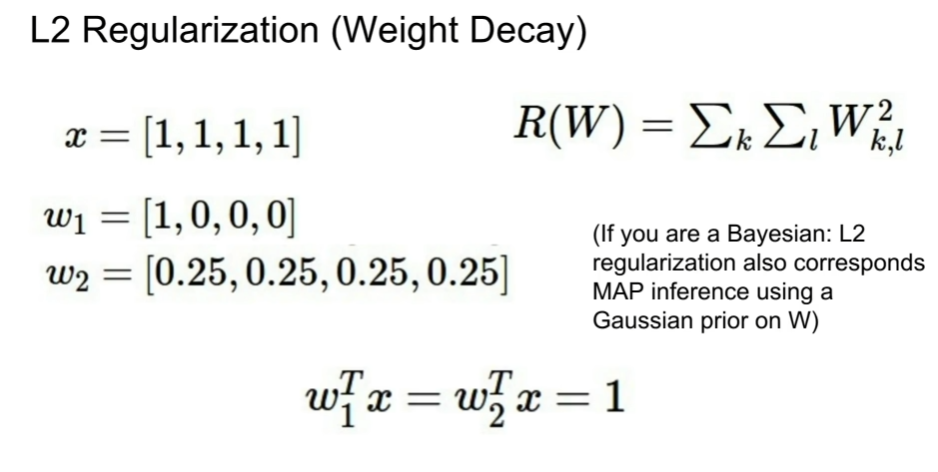 L2 Regularization (Weight Decay)
x = [1, 1, 1, 1]
R(W) = ∑_k ∑_l W_{k,l}^2
w_1 = [1, 0, 0, 0]
w_2 = [0.25, 0.25, 0.25, 0.25]
(If you are a Bayesian: L2
regularization also corresponds
MAP inference using a
Gaussian prior on W)
w_1^T x = w_2^T x = 1